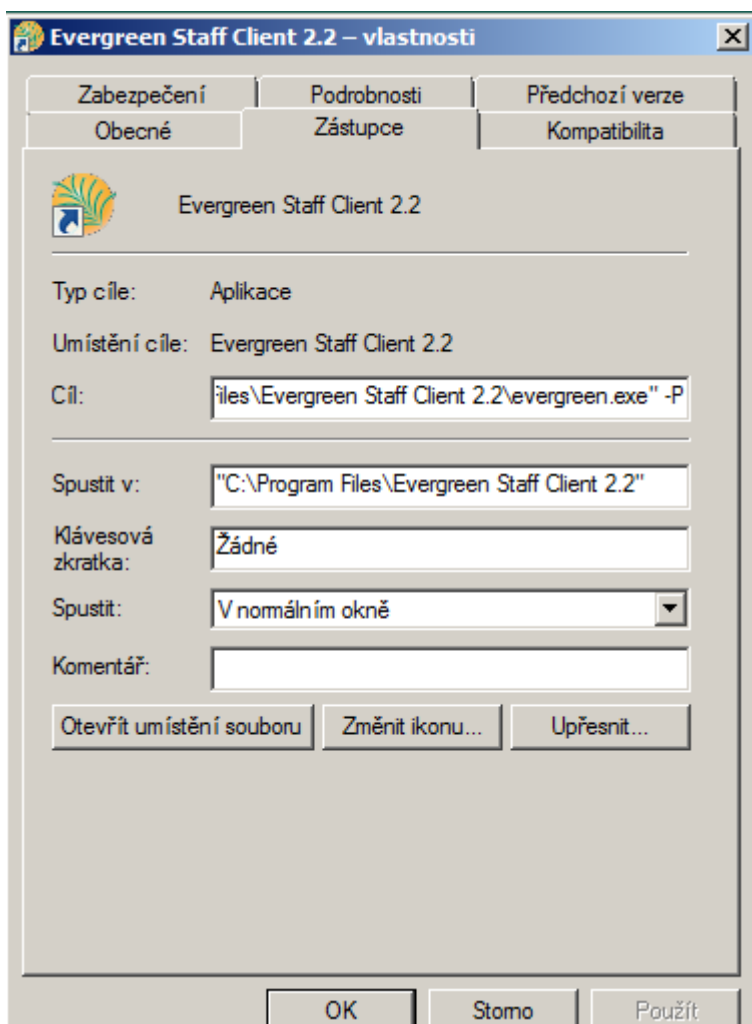 Evergreen Staff Client 2.2 – vlastnosti
Zabezpečení Podrobnosti Předchozí verze
Obecné Zástupce Kompatibilita
Evergreen Staff Client 2.2
Typ cíle: Aplikace
Umístění cíle: Evergreen Staff Client 2.2
Cíl: iles\Evergreen Staff Client 2.2\evergreen.exe" -P
Spustit v: "C:\Program Files\Evergreen Staff Client 2.2"
Klávesová zkratka: Žádné
Spustit: V normálním okně
Komentář:
Otevřít umístění souboru Změnit ikonu... Upřesnit...
OK Storno Použít